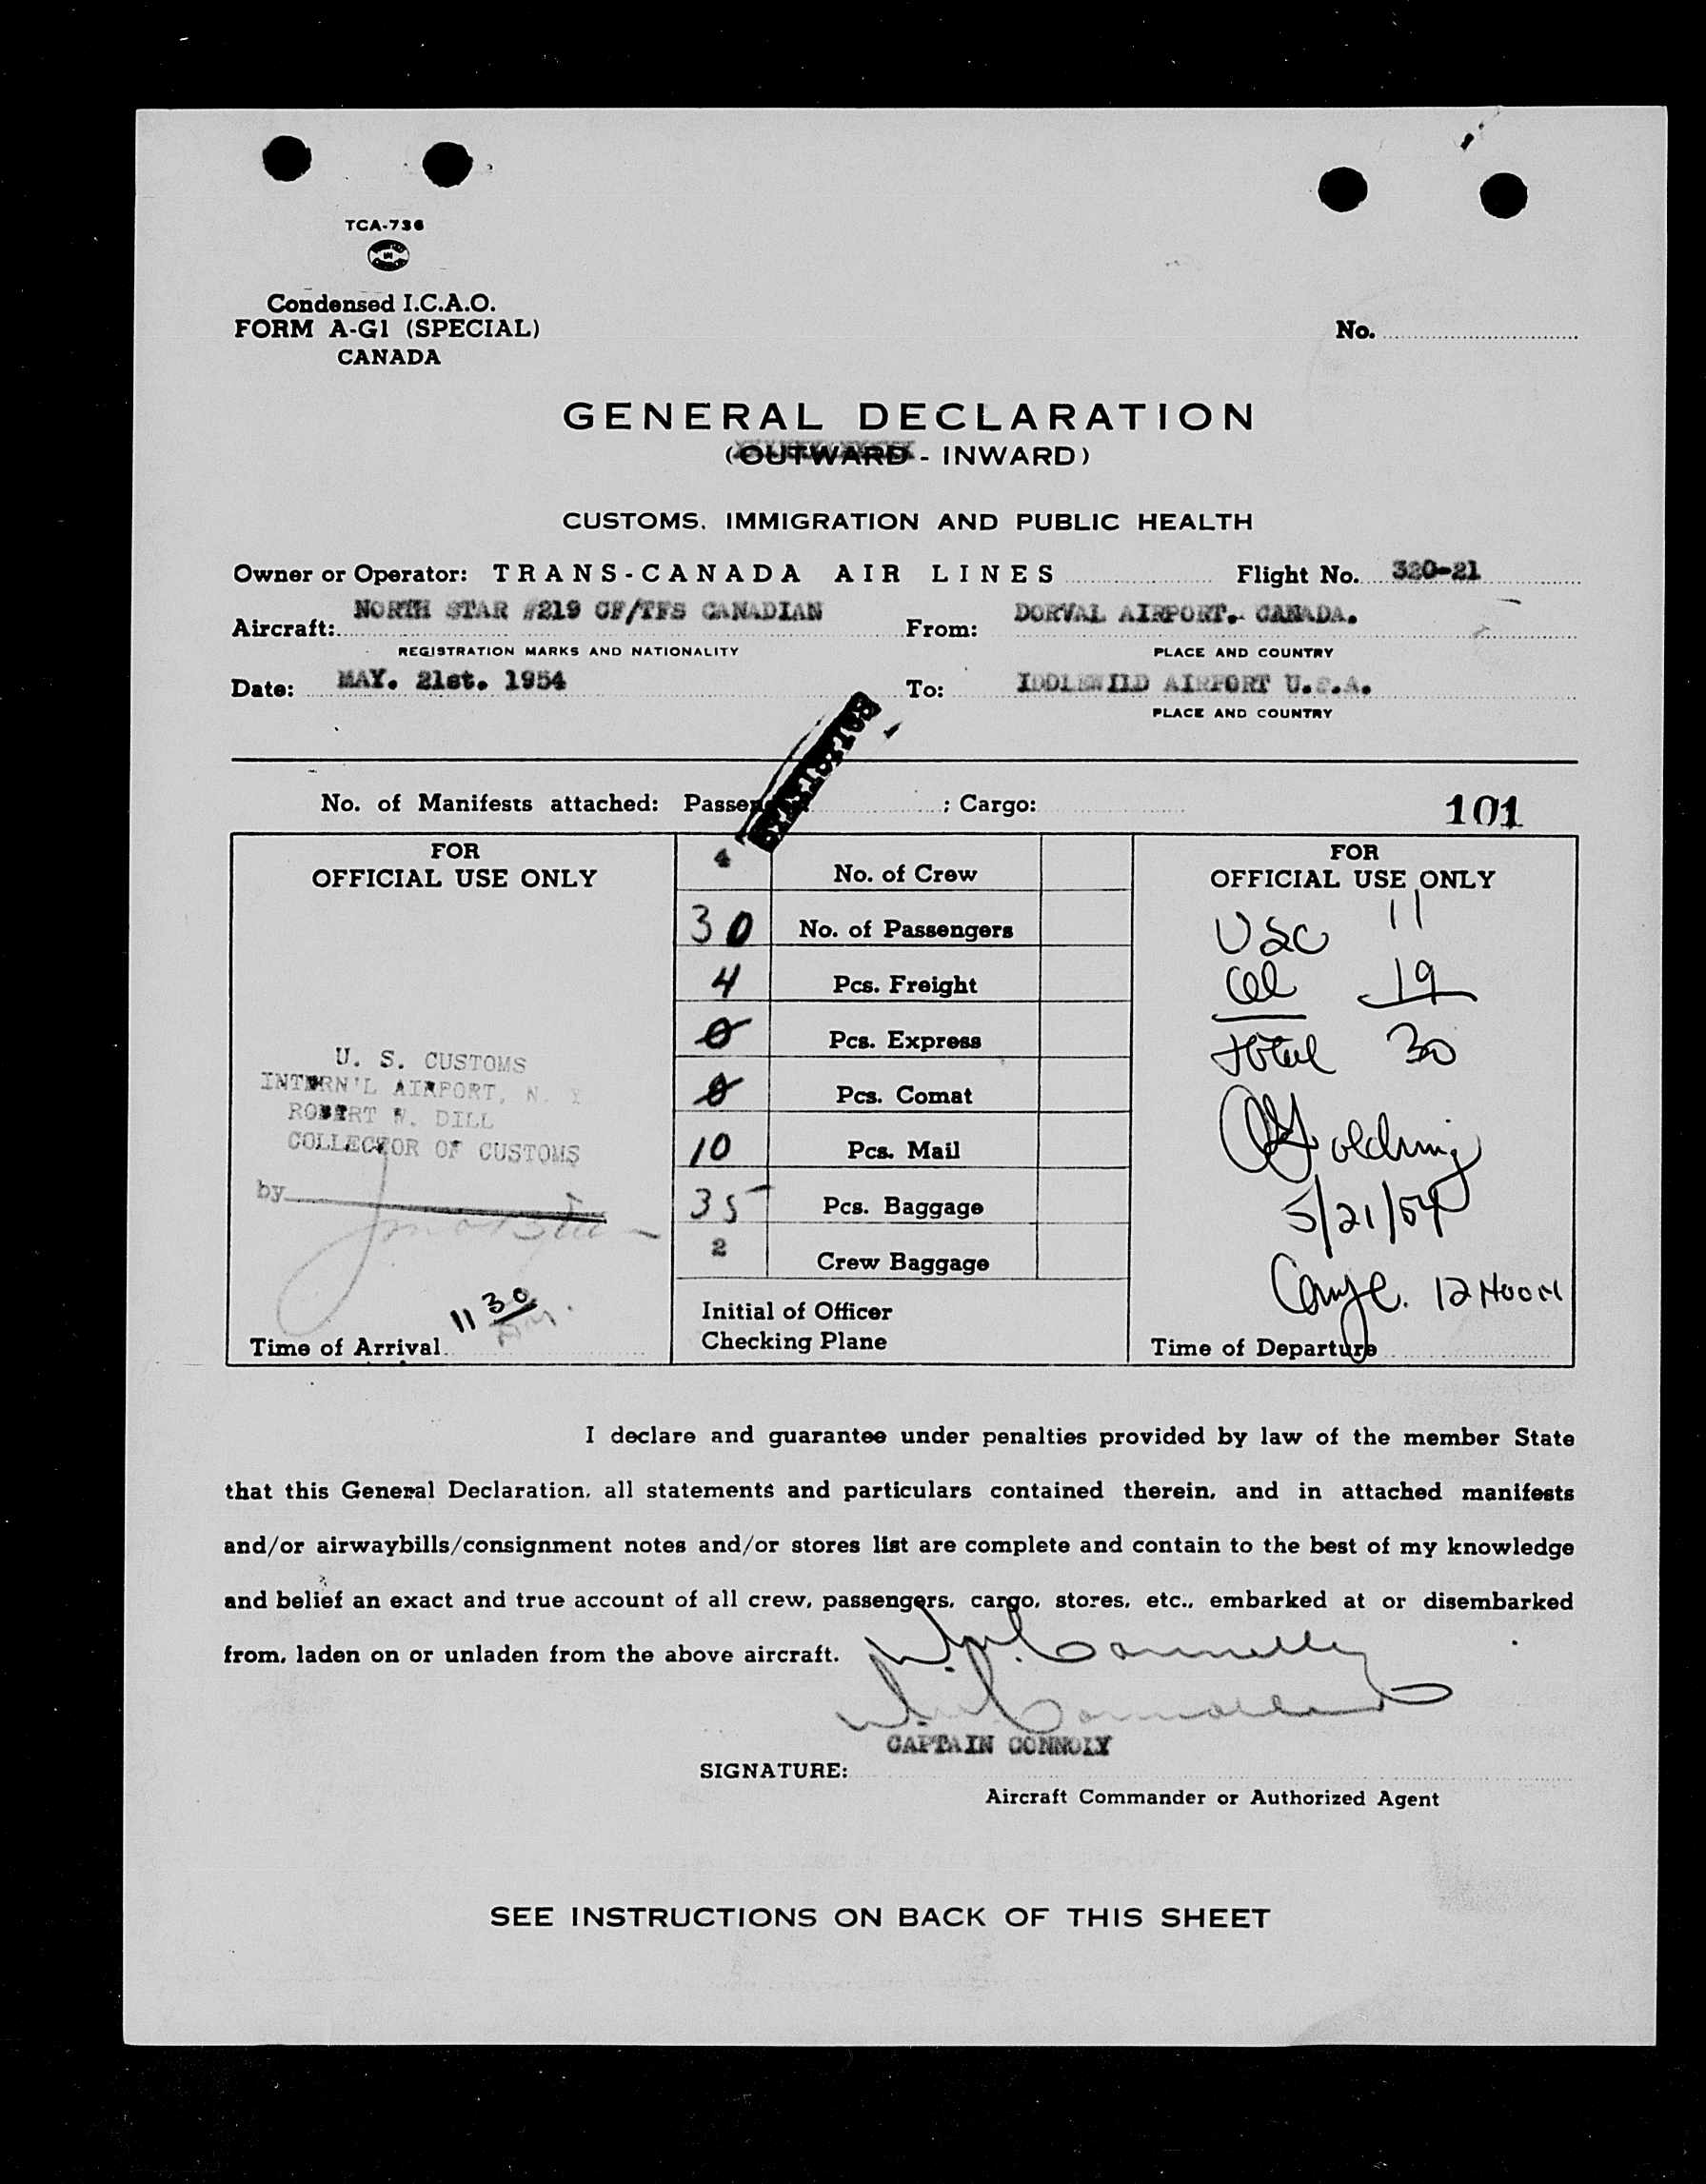 TCA-736
Condensed I.C.A.O.
FORM A-G1 (SPECIAL)
CANADA
No.
GENERAL DECLARATION
(OUTWARD - INWARD)
CUSTOMS, IMMIGRATION AND PUBLIC HEALTH
Owner or Operator: TRANS-CANADA AIR LINES Flight No. 320-21
Aircraft: NORTH STAR #219 CF/TFS CANADIAN From: DORVAL AIRPORT. CANADA.
REGISTRATION MARKS AND NATIONALITY PLACE AND COUNTRY
Date: MAY. 21st. 1954 To: IDDLEWILD AIRPORT U.S.A.
PLACE AND COUNTRY
No. of Manifests attached: Passen ; Cargo:
101
FOR
OFFICIAL USE ONLY
U. S. CUSTOMS
INTERN'L AIRPORT, N. Y
ROBERT W. DILL
COLLECTOR OF CUSTOMS
by
11 30 AM.
Time of Arrival
4 No. of Crew
30 No. of Passengers
4 Pcs. Freight
0 Pcs. Express
0 Pcs. Comat
10 Pcs. Mail
35 Pcs. Baggage
2 Crew Baggage
Initial of Officer
Checking Plane
FOR
OFFICIAL USE ONLY
USC 11
19
total 30
Goldring
5/21/54
12 Noon
Time of Departure
I declare and guarantee under penalties provided by law of the member State
that this General Declaration, all statements and particulars contained therein, and in attached manifests
and/or airwaybills/consignment notes and/or stores list are complete and contain to the best of my knowledge
and belief an exact and true account of all crew, passengers, cargo, stores, etc., embarked at or disembarked
from, laden on or unladen from the above aircraft.
Connelly
CAPTAIN CONNOLY
SIGNATURE:
Aircraft Commander or Authorized Agent
SEE INSTRUCTIONS ON BACK OF THIS SHEET